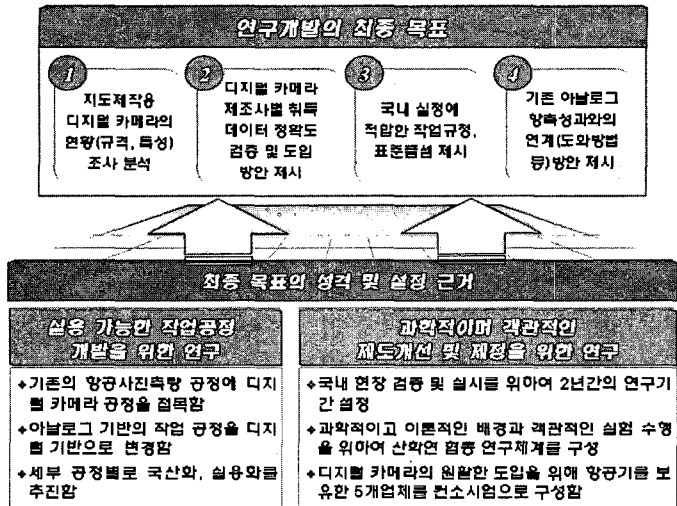 연구개발의 최종 목표
1
지도제작용
디지털 카메라의
현황(규격, 특성)
조사 분석
2
디지털 카메라
제조사별 취득
데이터 정확도
검증 및 도입
방안 제시
3
국내 실정에
적합한 작업규정,
표준품셈 제시
4
기존 아날로그
항측성과와의
연계(도화방법
등)방안 제시
최종 목표의 성격 및 설정 근거
실용 가능한 작업공정
개발을 위한 연구
기존의 항공사진측량 공정에 디지
털 카메라 공정을 접목함
아날로그 기반의 작업 공정을 디지
털 기반으로 변경함
세부 공정별로 국산화, 실용화를
추진함
과학적이며 객관적인
제도개선 및 제정을 위한 연구
국내 현장 검증 및 실시를 위하여 2년간의 연구기
간 설정
과학적이고 이론적인 배경과 객관적인 실험 수행
을 위하여 산학연 협동 연구체계를 구성
디지털 카메라의 원활한 도입을 위해 항공기를 보
유한 5개업체를 컨소시엄으로 구성함